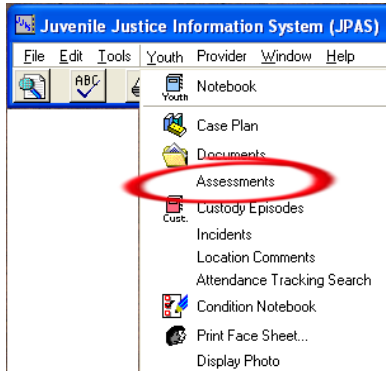 Juvenile Justice Information System (JPAS)
File Edit Tools Youth Provider Window Help
ABC
Youth Notebook
Case Plan
Documents
Assessments
Cust. Custody Episodes
Incidents
Location Comments
Attendance Tracking Search
Condition Notebook
Print Face Sheet...
Display Photo